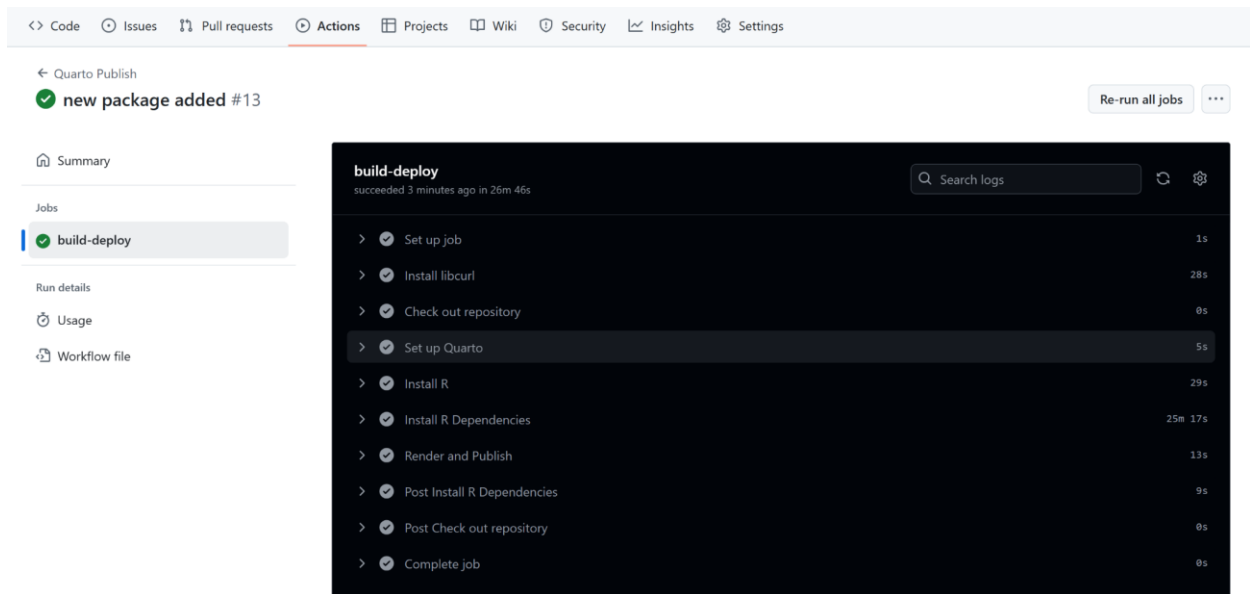 Code Issues Pull requests Actions Projects Wiki Security Insights Settings
Quarto Publish
new package added #13
Re-run all jobs
Summary
Jobs
build-deploy
Run details
Usage
Workflow file
build-deploy
succeeded 3 minutes ago in 26m 46s
Search logs
Set up job 1s
Install libcurl 28s
Check out repository 0s
Set up Quarto 5s
Install R 29s
Install R Dependencies 25m 17s
Render and Publish 13s
Post Install R Dependencies 9s
Post Check out repository 0s
Complete job 0s